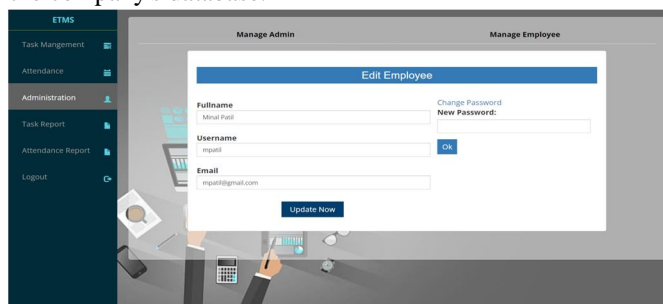 ETMS
Task Mangement
Attendance
Administration
Task Report
Attendance Report
Logout
Manage Admin
Manage Employee
Edit Employee
Fullname
Minal Patil
Username
mpatil
Email
mpatil@gmail.com
Update Now
Change Password
New Password:
Ok